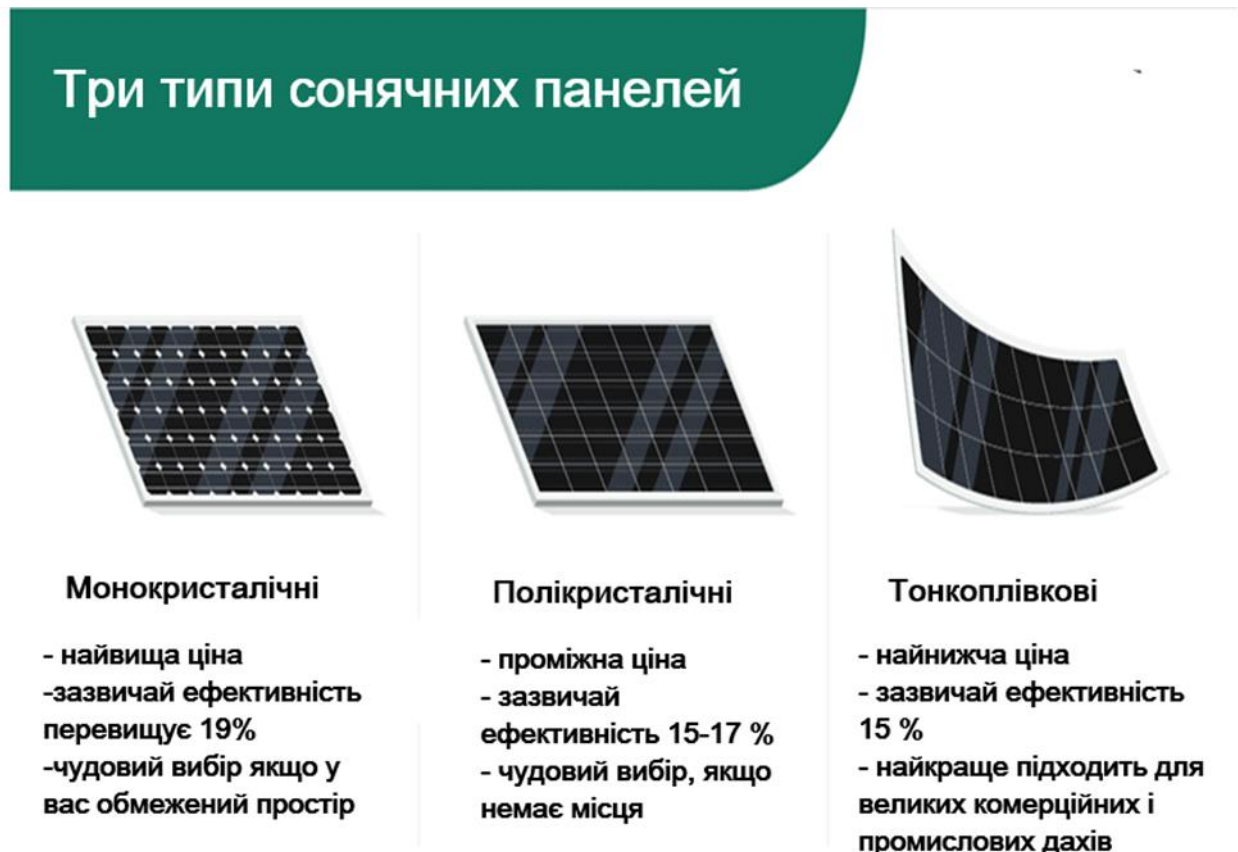 Три типи сонячних панелей
Монокристалічні
- найвища ціна
-зазвичай ефективність
перевищує 19%
-чудовий вибір якщо у
вас обмежений простір
Полікристалічні
- проміжна ціна
- зазвичай
ефективність 15-17 %
- чудовий вибір, якщо
немає місця
Тонкоплівкові
- найнижча ціна
- зазвичай ефективність
15 %
- найкраще підходить для
великих комерційних і
промислових дахів